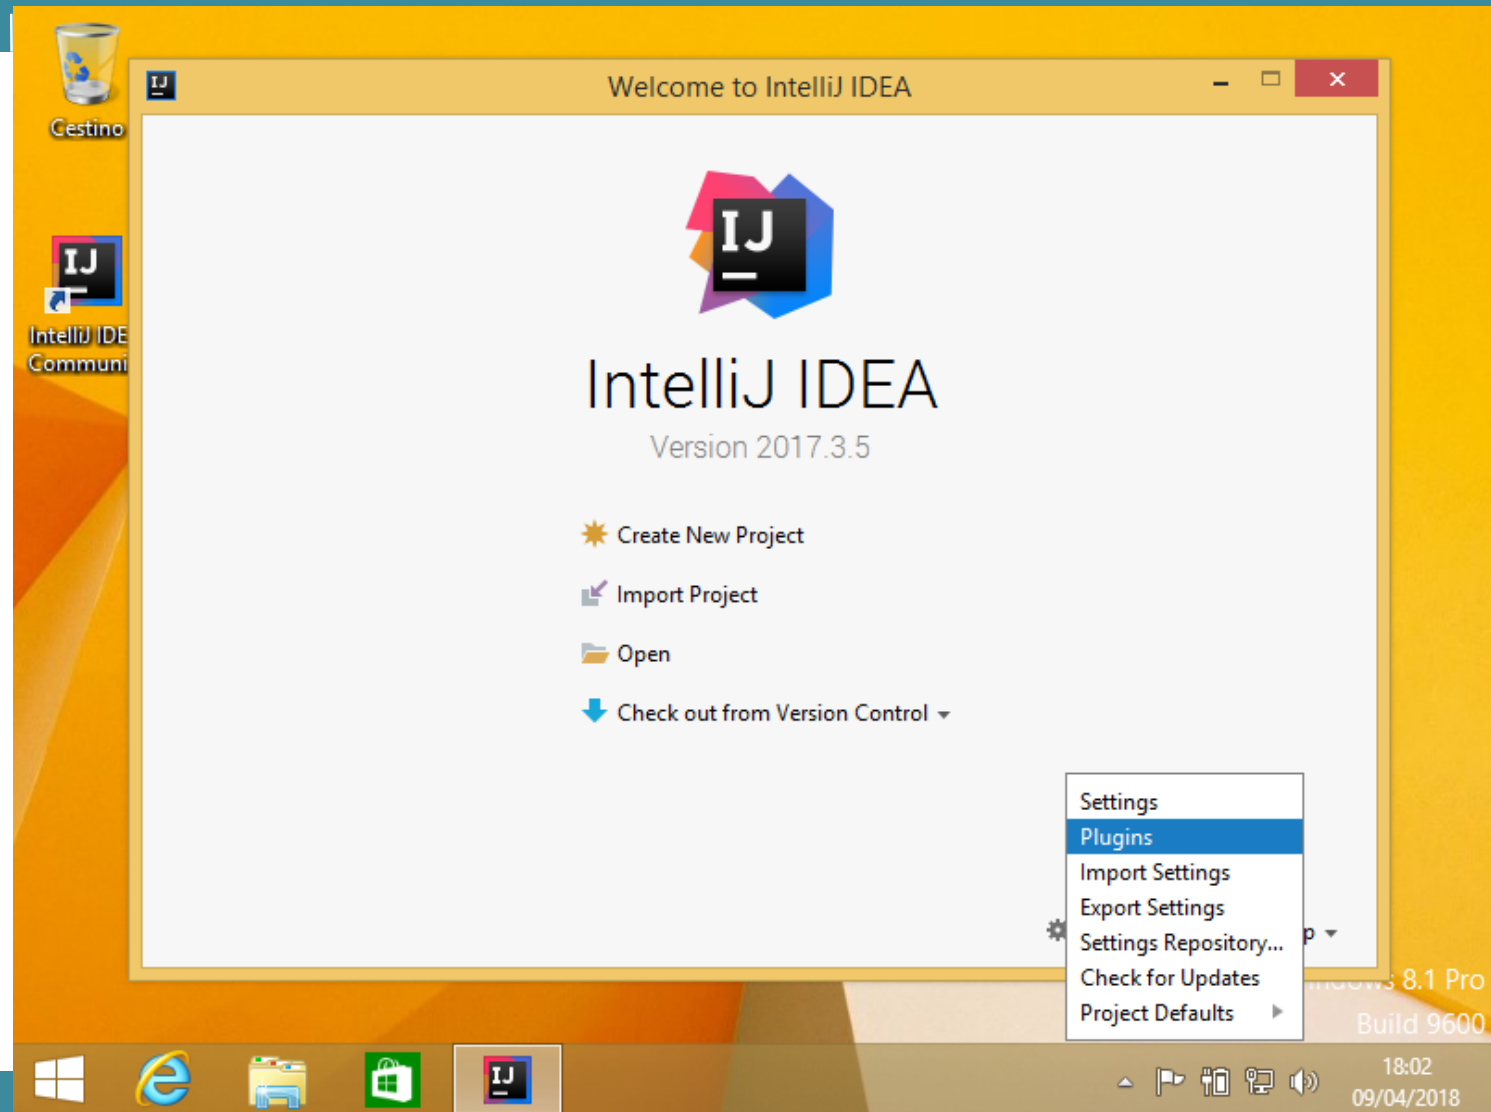 Cestino
IntelliJ IDE
Communi
Welcome to IntelliJ IDEA
IJ
IntelliJ IDEA
Version 2017.3.5
Create New Project
Import Project
Open
Check out from Version Control
Settings
Plugins
Import Settings
Export Settings
Settings Repository...
Check for Updates
Project Defaults
p
8.1 Pro
Build 9600
18:02
09/04/2018